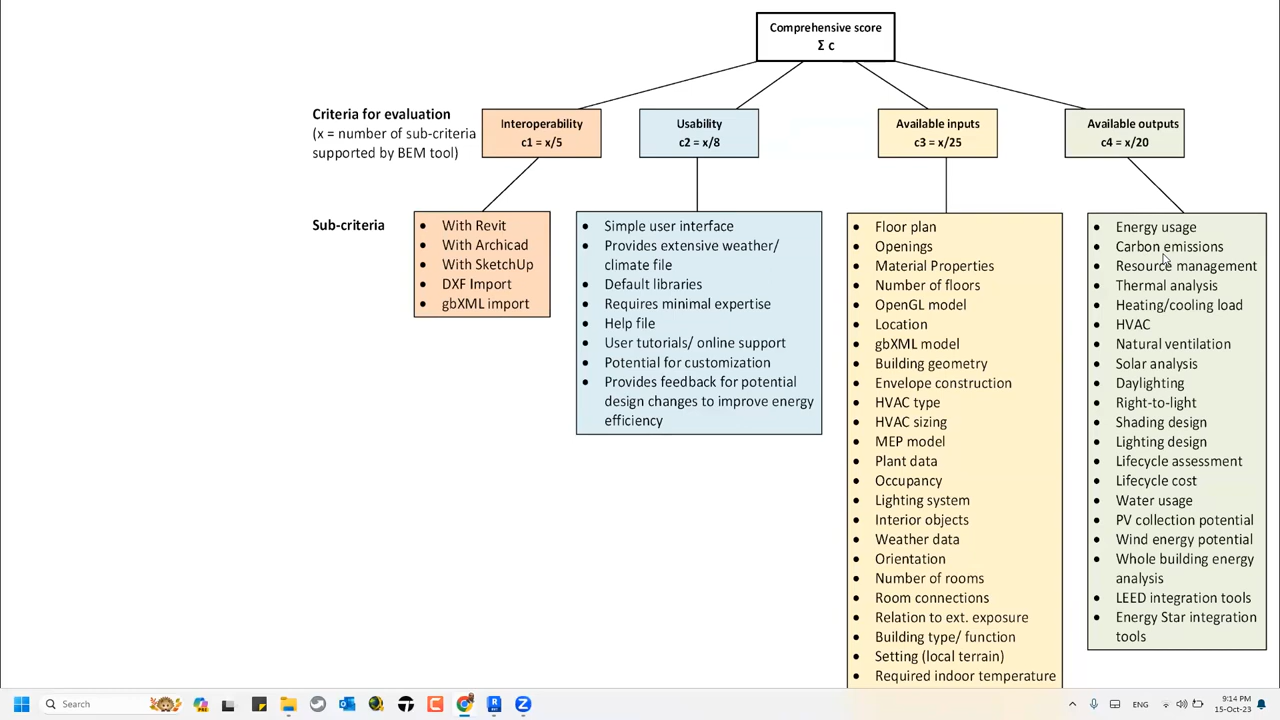 Comprehensive score
Σ c
Criteria for evaluation
(x = number of sub-criteria
supported by BEM tool)
Interoperability
c1 = x/5
Usability
c2 = x/8
Available inputs
c3 = x/25
Available outputs
c4 = x/20
Sub-criteria
• With Revit
• With Archicad
• With SketchUp
• DXF Import
• gbXML import
• Simple user interface
• Provides extensive weather/
climate file
• Default libraries
• Requires minimal expertise
• Help file
• User tutorials/ online support
• Potential for customization
• Provides feedback for potential
design changes to improve energy
efficiency
• Floor plan
• Openings
• Material Properties
• Number of floors
• OpenGL model
• Location
• gbXML model
• Building geometry
• Envelope construction
• HVAC type
• HVAC sizing
• MEP model
• Plant data
• Occupancy
• Lighting system
• Interior objects
• Weather data
• Orientation
• Number of rooms
• Room connections
• Relation to ext. exposure
• Building type/ function
• Setting (local terrain)
• Required indoor temperature
• Energy usage
• Carbon emissions
• Resource management
• Thermal analysis
• Heating/cooling load
• HVAC
• Natural ventilation
• Solar analysis
• Daylighting
• Right-to-light
• Shading design
• Lighting design
• Lifecycle assessment
• Lifecycle cost
• Water usage
• PV collection potential
• Wind energy potential
• Whole building energy
analysis
• LEED integration tools
• Energy Star integration
tools
Search
ENG
9:14 PM
15-Oct-23